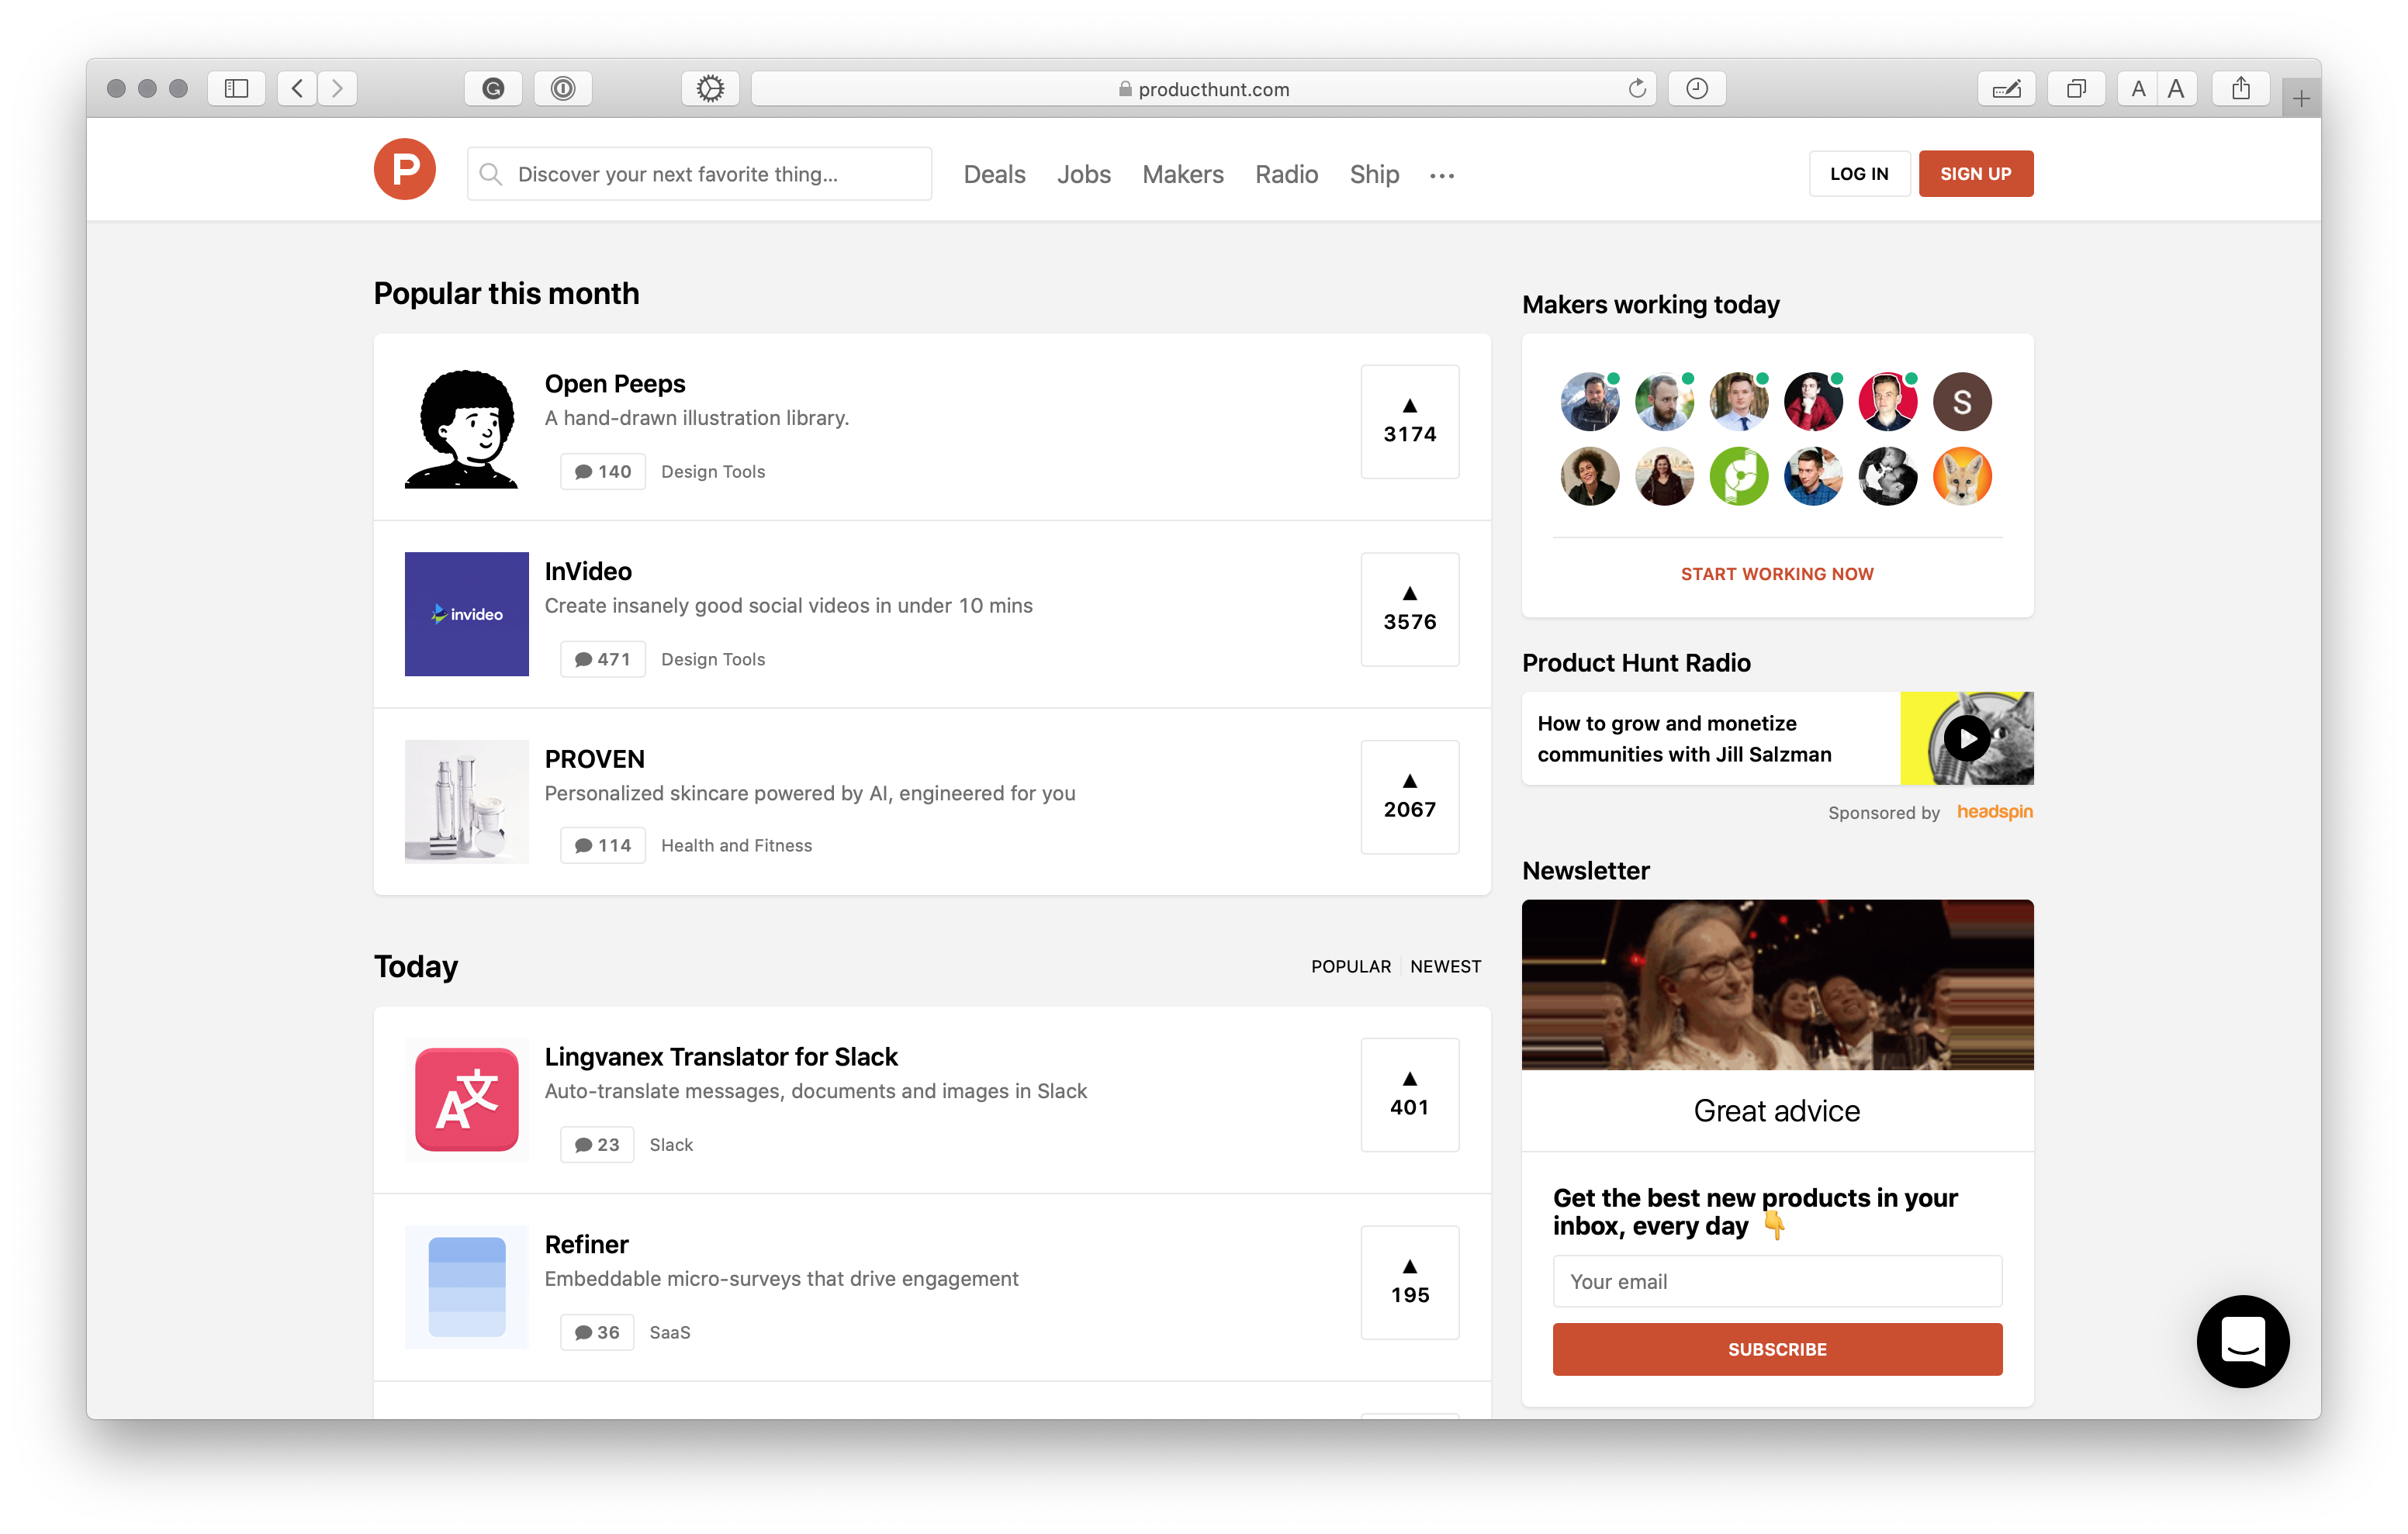 producthunt.com
A A
P
Discover your next favorite thing...
Deals
Jobs
Makers
Radio
Ship
LOG IN
SIGN UP
Popular this month
Open Peeps
A hand-drawn illustration library.
140
Design Tools
3174
InVideo
Create insanely good social videos in under 10 mins
471
Design Tools
3576
invideo
PROVEN
Personalized skincare powered by AI, engineered for you
114
Health and Fitness
2067
Today
POPULAR
NEWEST
Lingvanex Translator for Slack
Auto-translate messages, documents and images in Slack
23
Slack
401
A文
Refiner
Embeddable micro-surveys that drive engagement
36
SaaS
195
Makers working today
S
START WORKING NOW
Product Hunt Radio
How to grow and monetize
communities with Jill Salzman
Sponsored by headspin
Newsletter
Great advice
Get the best new products in your
inbox, every day 👇
Your email
SUBSCRIBE